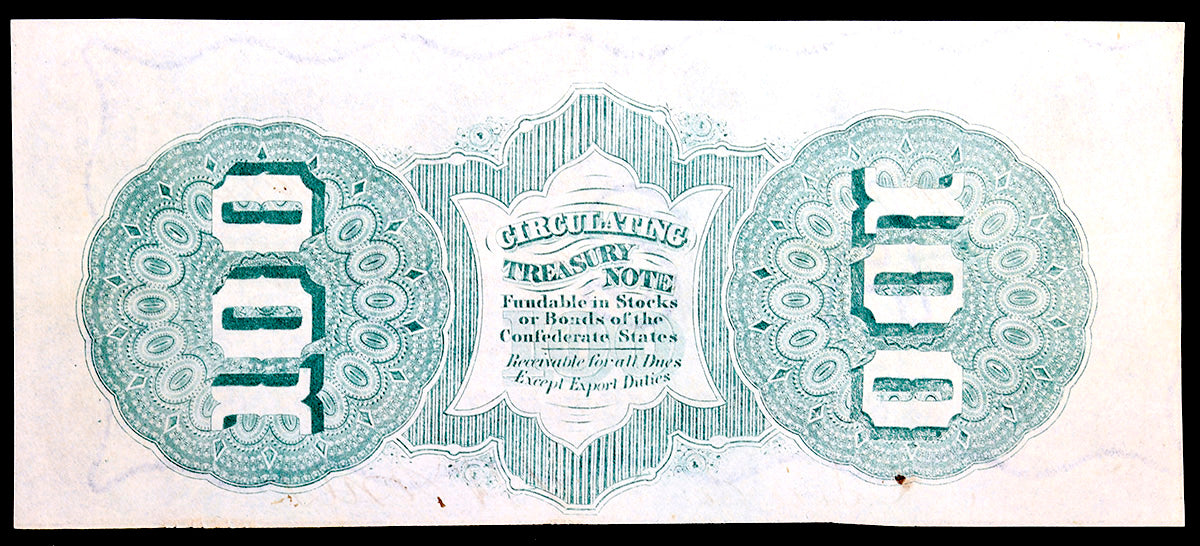 100
CIRCULATING
TREASURY
NOTE
Fundable in Stocks
or Bonds of the
Confederate States
Receivable for all Dues
Except Export Duties
100